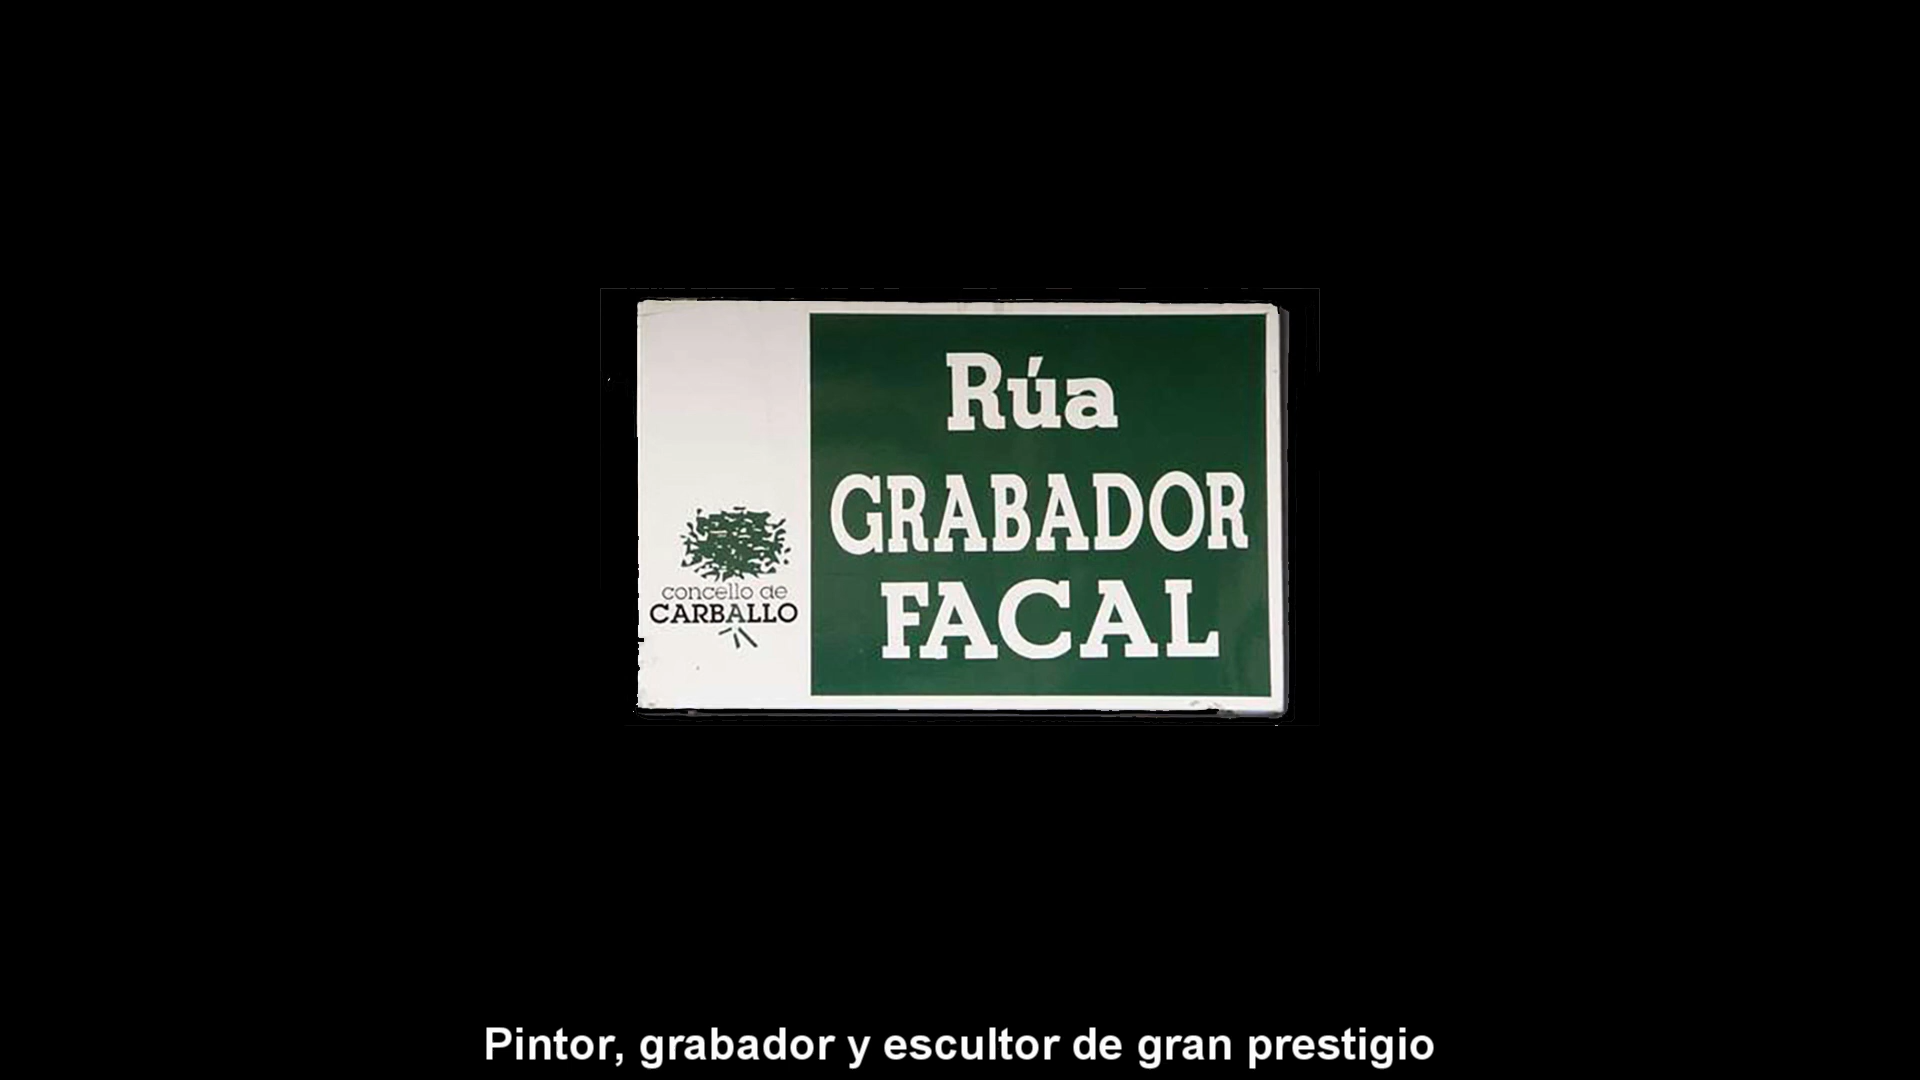 Rúa
GRABADOR
FACAL
concello de
CARBALLO
Pintor, grabador y escultor de gran prestigio